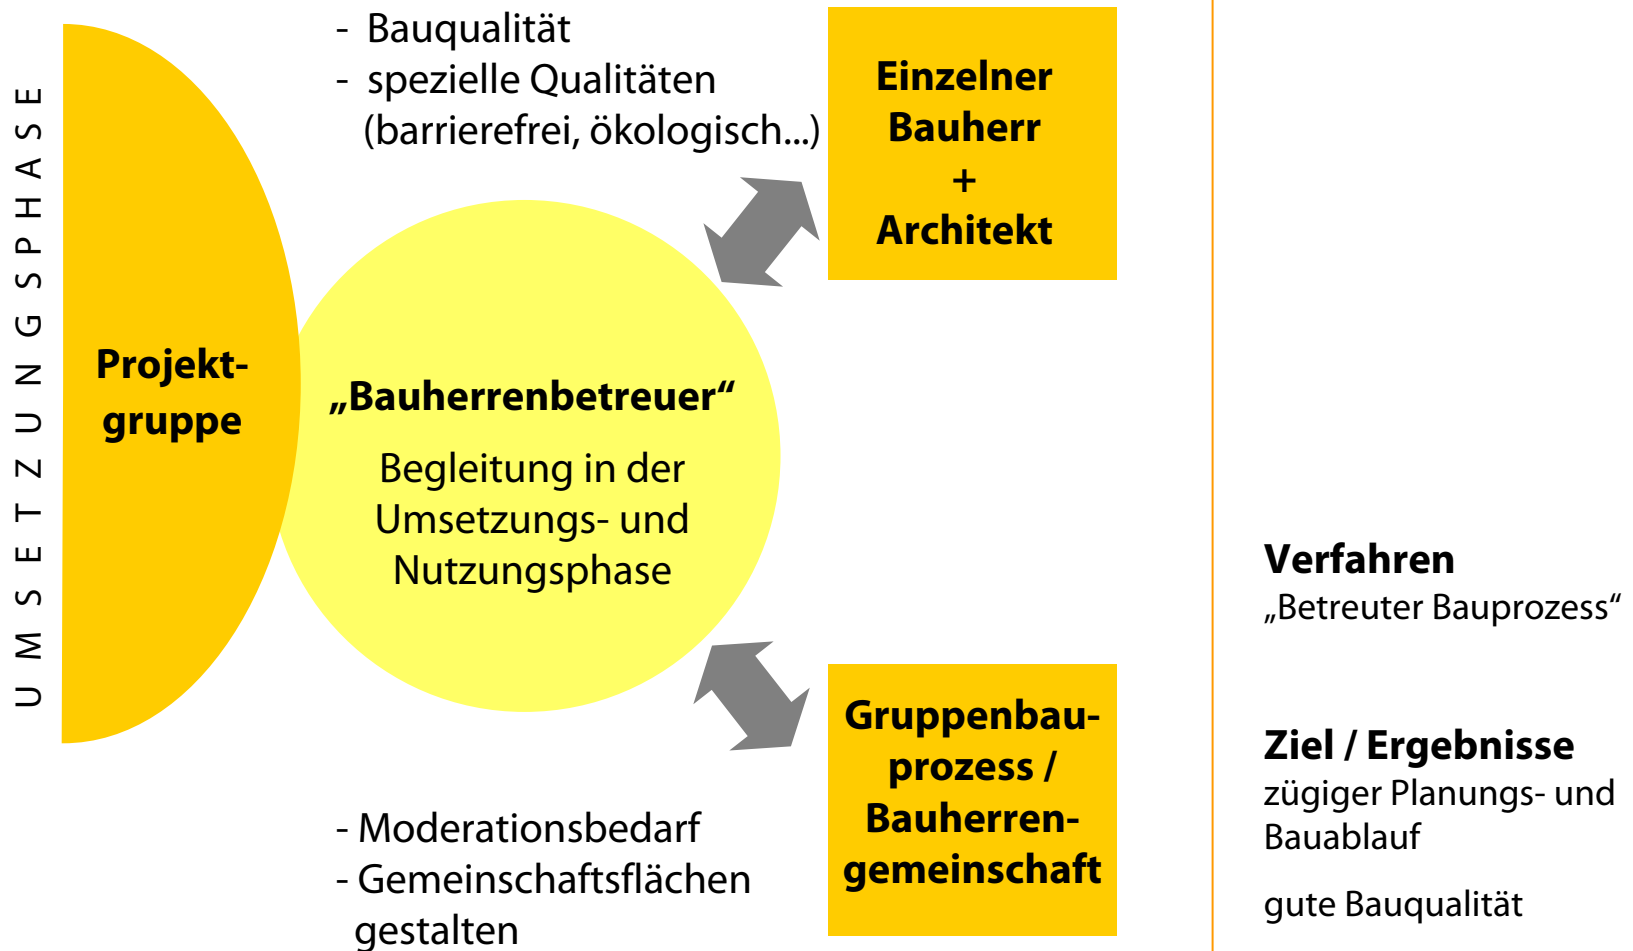 UMSETZUNGSPHASE
- Bauqualität
- spezielle Qualitäten
(barrierefrei, ökologisch...)
Einzelner
Bauherr
+
Architekt
Projekt-
gruppe
„Bauherrenbetreuer“
Begleitung in der
Umsetzungs- und
Nutzungsphase
Gruppenbau-
prozess /
Bauherren-
gemeinschaft
- Moderationsbedarf
- Gemeinschaftsflächen
gestalten
Verfahren
„Betreuter Bauprozess“
Ziel / Ergebnisse
zügiger Planungs- und
Bauablauf
gute Bauqualität